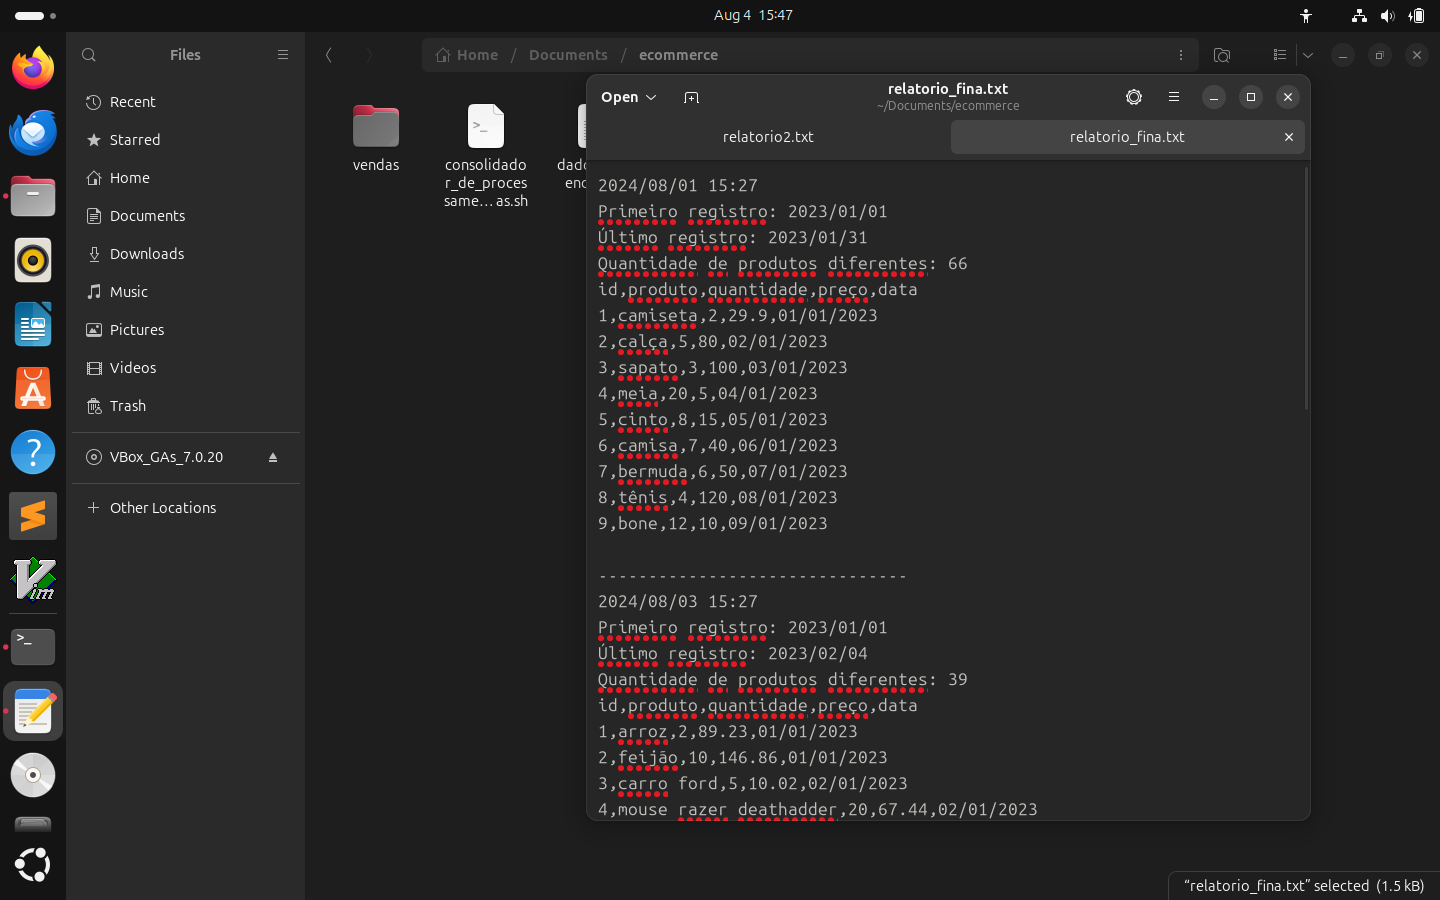 Aug 4 15:47
Files
Home / Documents / ecommerce
Recent
Starred
Home
Documents
Downloads
Music
Pictures
Videos
Trash
VBox_GAs_7.0.20
Other Locations
vendas
consolidado
r_de_proces
same...as.sh
Open
relatorio_fina.txt
~/Documents/ecommerce
relatorio2.txt
relatorio_fina.txt
2024/08/01 15:27
Primeiro registro: 2023/01/01
Último registro: 2023/01/31
Quantidade de produtos diferentes: 66
id,produto,quantidade,preço,data
1,camiseta,2,29.9,01/01/2023
2,calça,5,80,02/01/2023
3,sapato,3,100,03/01/2023
4,meia,20,5,04/01/2023
5,cinto,8,15,05/01/2023
6,camisa,7,40,06/01/2023
7,bermuda,6,50,07/01/2023
8,tênis,4,120,08/01/2023
9,bone,12,10,09/01/2023
-------------------------------
2024/08/03 15:27
Primeiro registro: 2023/01/01
Último registro: 2023/02/04
Quantidade de produtos diferentes: 39
id,produto,quantidade,preço,data
1,arroz,2,89.23,01/01/2023
2,feijão,10,146.86,01/01/2023
3,carro ford,5,10.02,02/01/2023
4,mouse razer deathadder,20,67.44,02/01/2023
"relatorio_fina.txt" selected (1.5 kB)